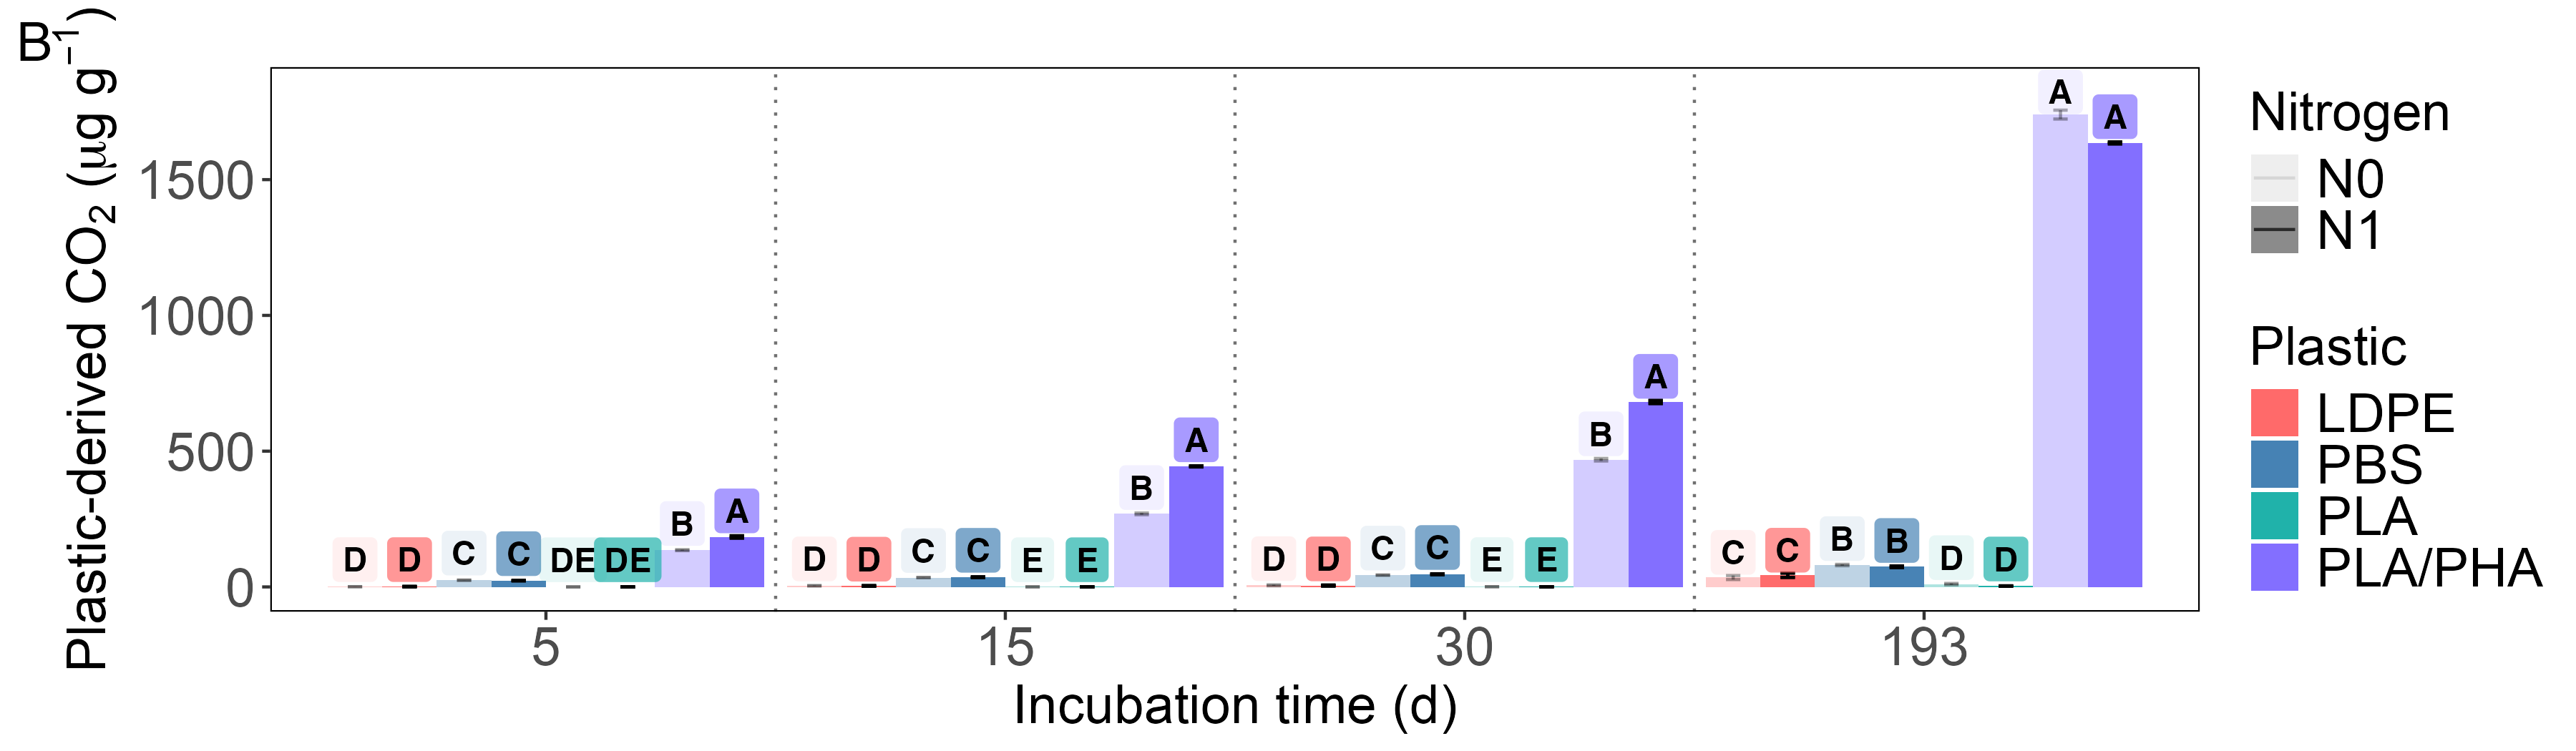 B
Plastic-derived CO₂ (µg g⁻¹)
1500
1000
500
0
D D C C DE DE B A
D D C C E E B A
D D C C E E B A
C C B B D D A A
5 15 30 193
Incubation time (d)
Nitrogen
N0
N1
Plastic
LDPE
PBS
PLA
PLA/PHA